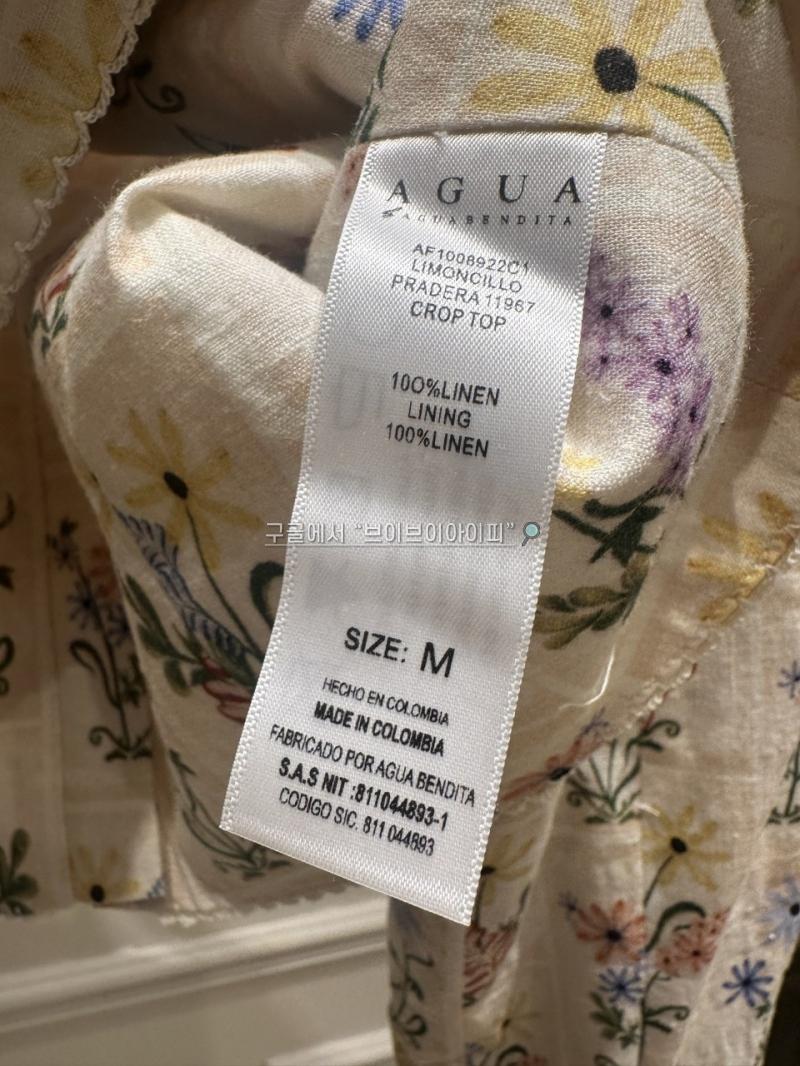 AGUA
AGUABENDITA
AF1008922C1
LIMONCILLO
PRADERA 11967
CROP TOP
100%LINEN
LINING
100%LINEN
구굴에서 “브이브이아이피”
SIZE: M
HECHO EN COLOMBIA
MADE IN COLOMBIA
FABRICADO POR AGUA BENDITA
S.A.S NIT :811044893-1
CODIGO SIC. 811 044893